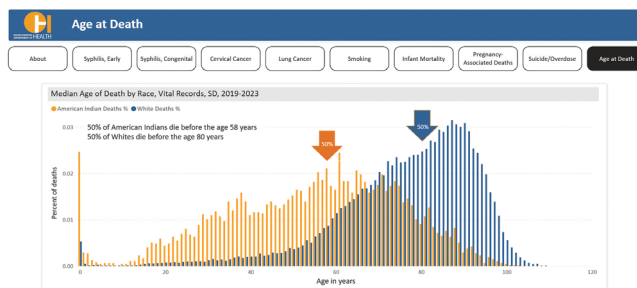 Age at Death
HEALTH
About
Syphilis, Early
Syphilis, Congenital
Cervical Cancer
Lung Cancer
Smoking
Infant Mortality
Pregnancy-
Associated Deaths
Suicide/Overdose
Age at Death
Median Age of Death by Race, Vital Records, SD, 2019-2023
American Indian Deaths % White Deaths %
50% of American Indians die before the age 58 years
50% of Whites die before the age 80 years
50%
50%
Percent of deaths
0.03
0.02
0.01
0.00
0 20 40 60 80 100 120
Age in years